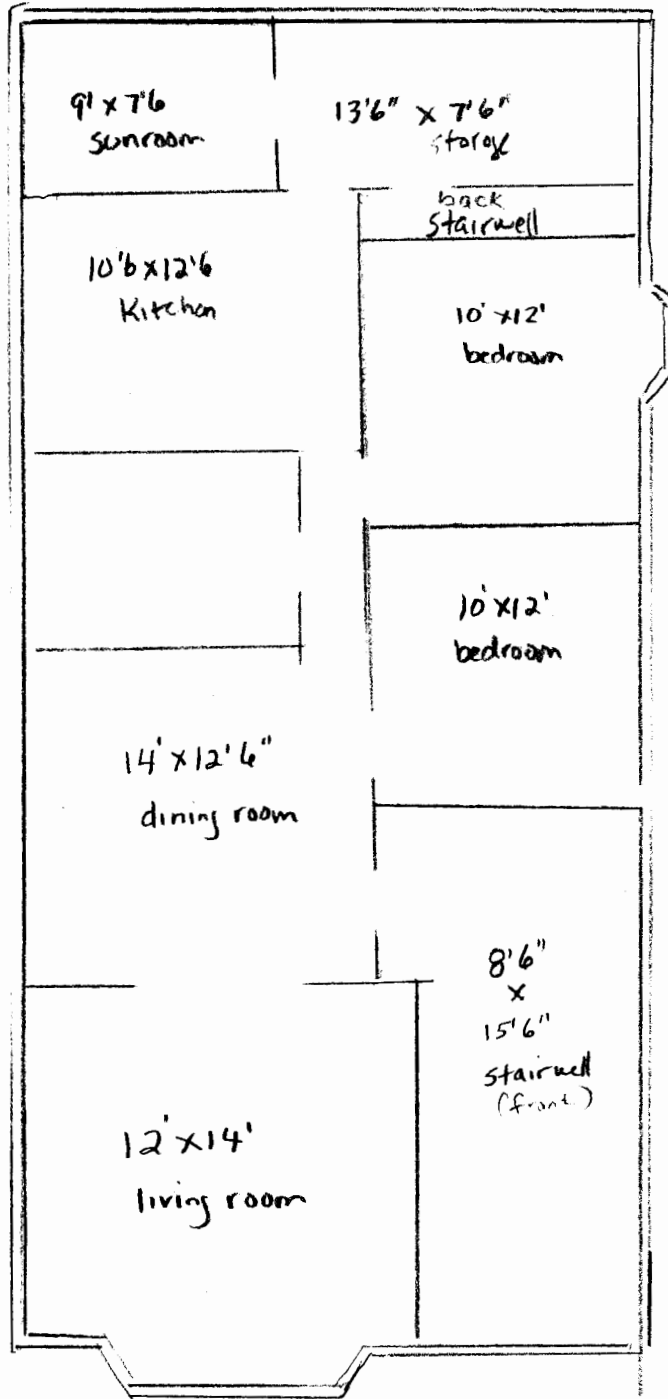 9' x 7'6
sunroom
13'6" x 7'6"
storage
back
stairwell
10'6 x 12'6
Kitchen
10' x 12'
bedroom
10' x 12'
bedroom
14' x 12'6"
dining room
8'6"
x
15'6"
stairwell
(front)
12' x 14'
living room